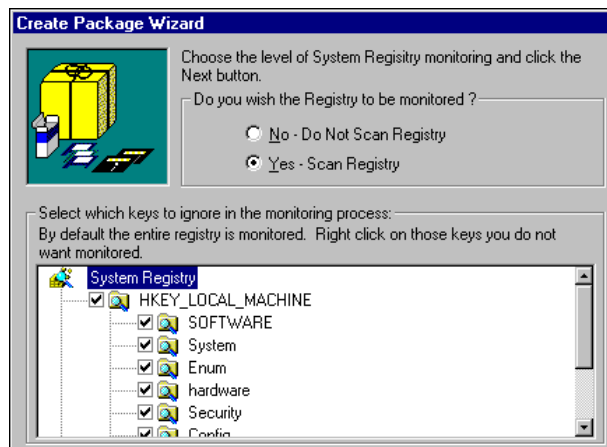 Create Package Wizard
Choose the level of System Regisitry monitoring and click the
Next button.
Do you wish the Registry to be monitored ?
No - Do Not Scan Registry
Yes - Scan Registry
Select which keys to ignore in the monitoring process:
By default the entire registry is monitored. Right click on those keys you do not
want monitored.
System Registry
HKEY_LOCAL_MACHINE
SOFTWARE
System
Enum
hardware
Security
Config